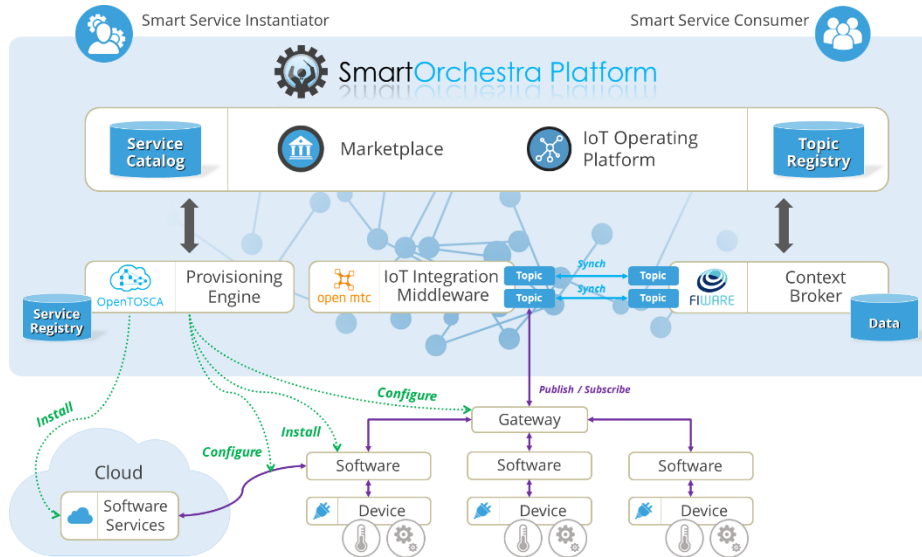 Smart Service Instantiator
Smart Service Consumer
SmartOrchestra Platform
Service
Catalog
Marketplace
IoT Operating
Platform
Topic
Registry
OpenTOSCA
Provisioning
Engine
Service
Registry
open mtc
IoT Integration
Middleware
Topic
Topic
Synch
Synch
Topic
Topic
FIWARE
Context
Broker
Data
Install
Configure
Install
Configure
Publish / Subscribe
Gateway
Cloud
Software
Services
Software
Software
Software
Device
Device
Device